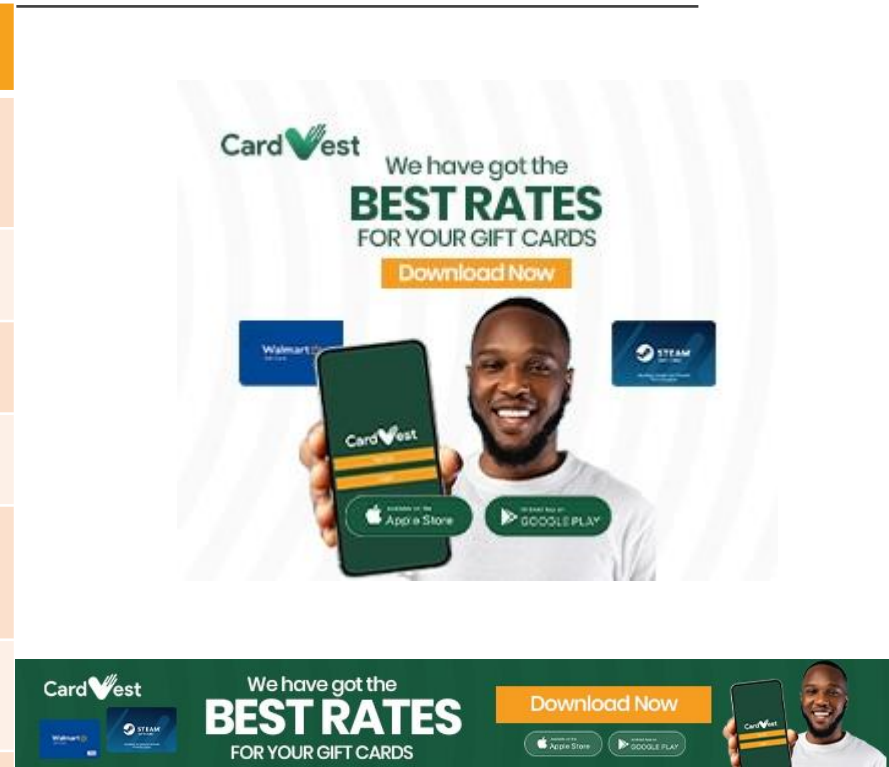 CardVest
We have got the
BEST RATES
FOR YOUR GIFT CARDS
Download Now
Walmart
STEAM
CardVest
Apple Store
GOOGLE PLAY
CardVest
We have got the
BEST RATES
FOR YOUR GIFT CARDS
Download Now
Walmart
STEAM
Apple Store
GOOGLE PLAY
CardVest